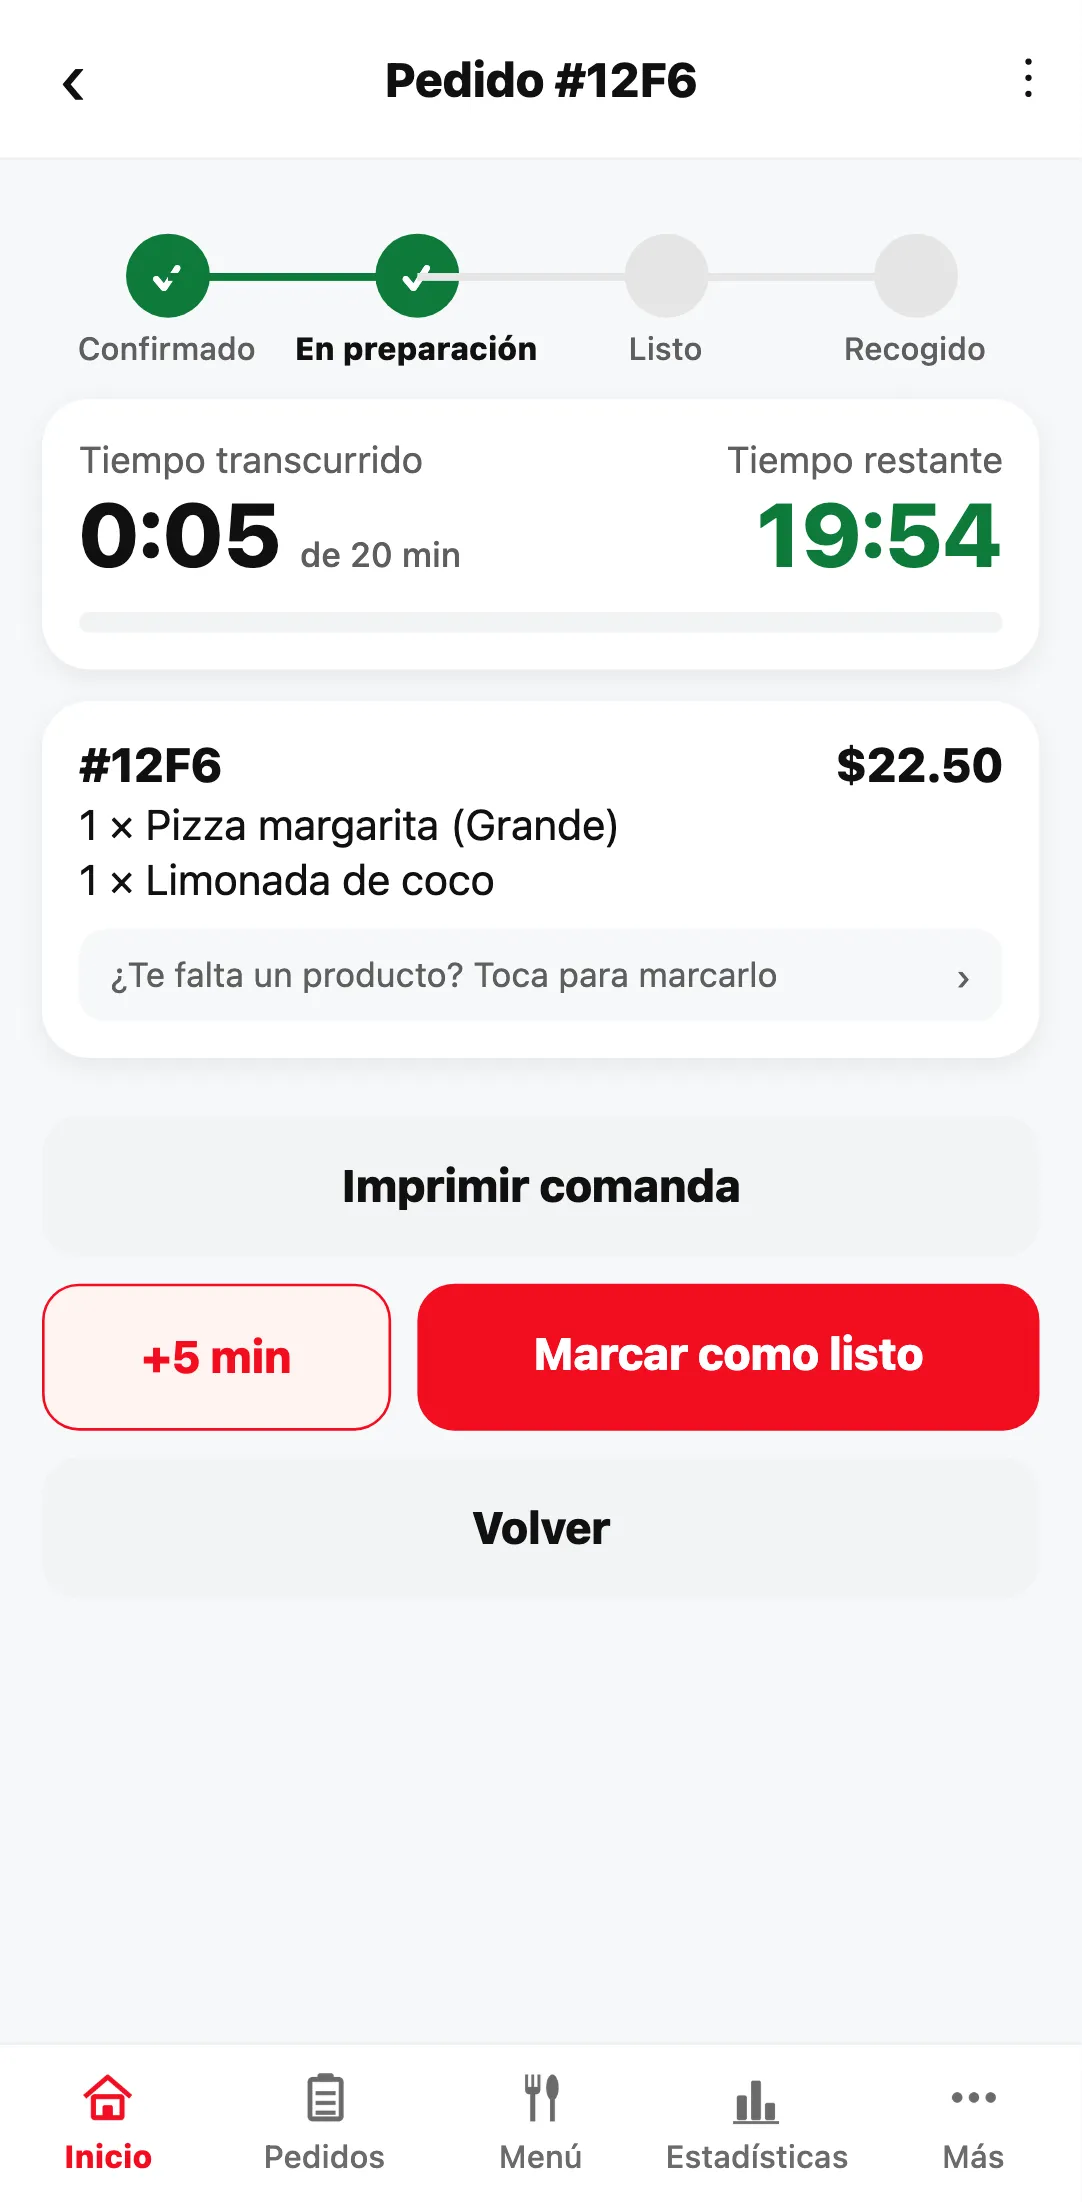 Pedido #12F6
Confirmado
En preparación
Listo
Recogido
Tiempo transcurrido
Tiempo restante
0:05 de 20 min
19:54
#12F6
$22.50
1 × Pizza margarita (Grande)
1 × Limonada de coco
¿Te falta un producto? Toca para marcarlo
Imprimir comanda
+5 min
Marcar como listo
Volver
Inicio
Pedidos
Menú
Estadísticas
Más